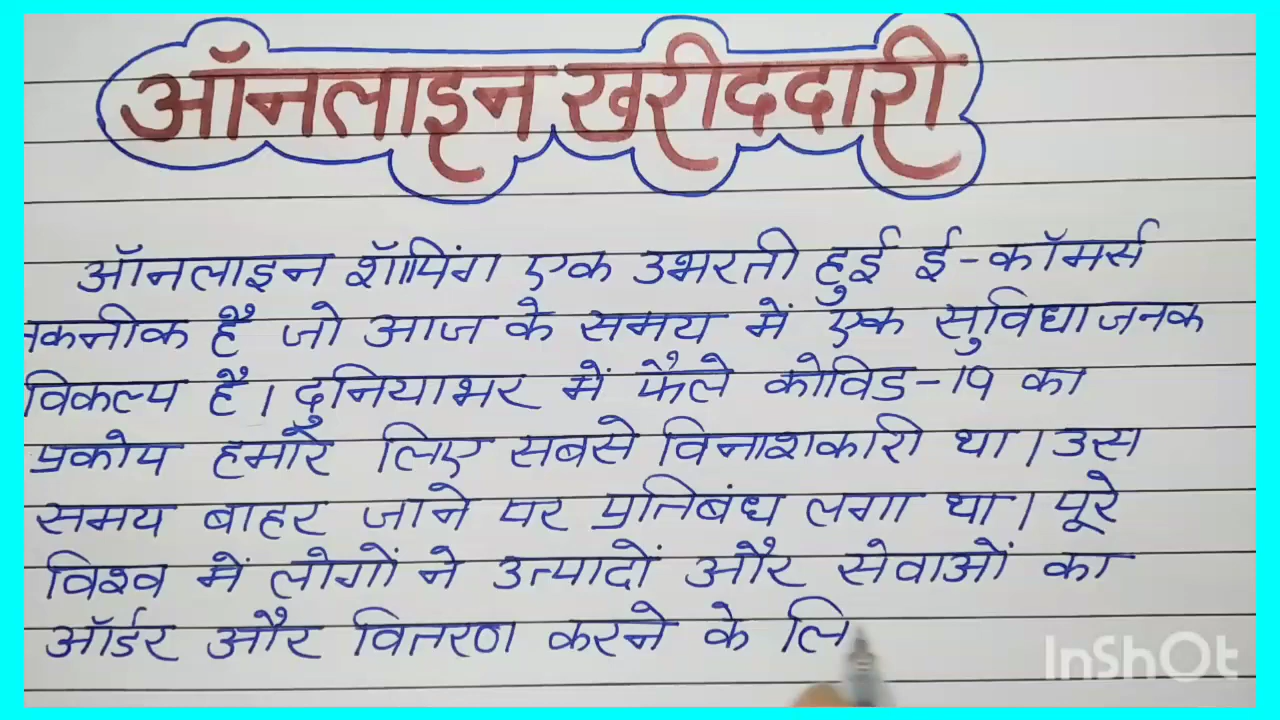 ऑनलाइन खरीददारी
ऑनलाइन शॉपिंग एक उभरती हुई ई-कॉमर्स
तकनीक है जो आज के समय में एक सुविधाजनक
विकल्प है। दुनियाभर में फैले कोविड-19 का
प्रकोप हमारे लिए सबसे विनाशकारी था। उस
समय बाहर जाने पर प्रतिबंध लगा था। पूरे
विश्व में लोगों ने उत्पादों और सेवाओं का
ऑर्डर और वितरण करने के लि
InShOt